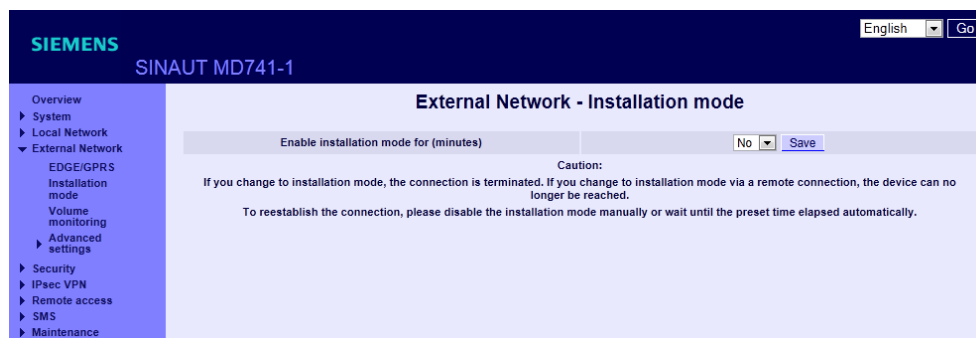 English
Go
SIEMENS
SINAUT MD741-1
Overview
System
Local Network
External Network
EDGE/GPRS
Installation
mode
Volume
monitoring
Advanced
settings
Security
IPsec VPN
Remote access
SMS
Maintenance
External Network - Installation mode
Enable installation mode for (minutes)
No
Save
Caution:
If you change to installation mode, the connection is terminated. If you change to installation mode via a remote connection, the device can no
longer be reached.
To reestablish the connection, please disable the installation mode manually or wait until the preset time elapsed automatically.